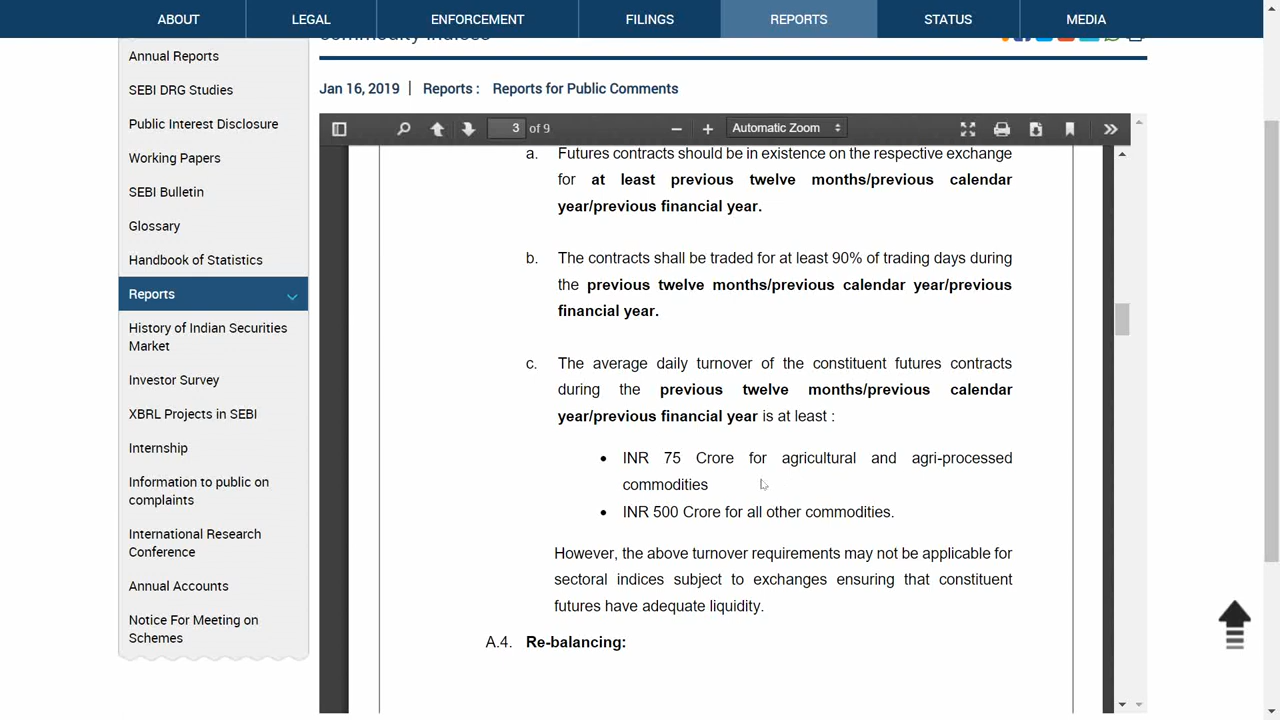 ABOUT
LEGAL
ENFORCEMENT
FILINGS
REPORTS
STATUS
MEDIA
commodity indices
Annual Reports
SEBI DRG Studies
Public Interest Disclosure
Working Papers
SEBI Bulletin
Glossary
Handbook of Statistics
Reports
History of Indian Securities
Market
Investor Survey
XBRL Projects in SEBI
Internship
Information to public on
complaints
International Research
Conference
Annual Accounts
Notice For Meeting on
Schemes
Jan 16, 2019 | Reports : Reports for Public Comments
3 of 9
Automatic Zoom
a. Futures contracts should be in existence on the respective exchange
for at least previous twelve months/previous calendar
year/previous financial year.
b. The contracts shall be traded for at least 90% of trading days during
the previous twelve months/previous calendar year/previous
financial year.
c. The average daily turnover of the constituent futures contracts
during the previous twelve months/previous calendar
year/previous financial year is at least :
• INR 75 Crore for agricultural and agri-processed
commodities
• INR 500 Crore for all other commodities.
However, the above turnover requirements may not be applicable for
sectoral indices subject to exchanges ensuring that constituent
futures have adequate liquidity.
A.4. Re-balancing: